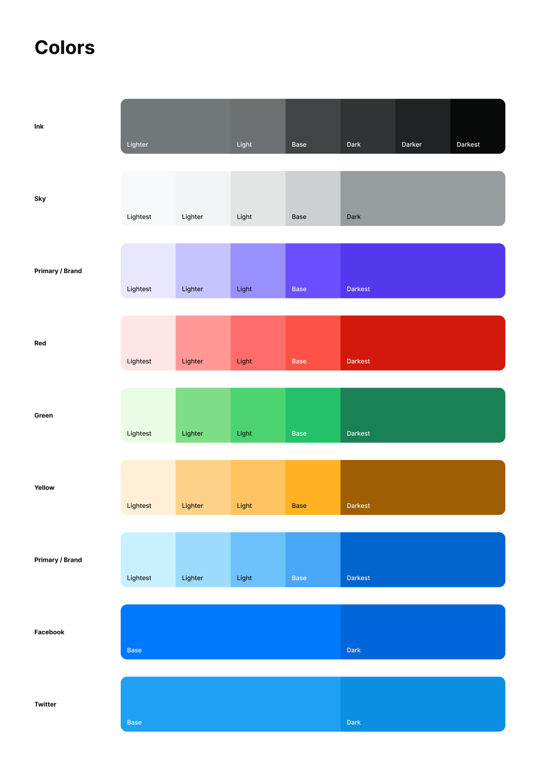 Colors
Ink
Lighter Light Base Dark Darker Darkest
Sky
Lightest Lighter Light Base Dark
Primary / Brand
Lightest Lighter Light Base Darkest
Red
Lightest Lighter Light Base Darkest
Green
Lightest Lighter Light Base Darkest
Yellow
Lightest Lighter Light Base Darkest
Primary / Brand
Lightest Lighter Light Base Darkest
Facebook
Base Dark
Twitter
Base Dark